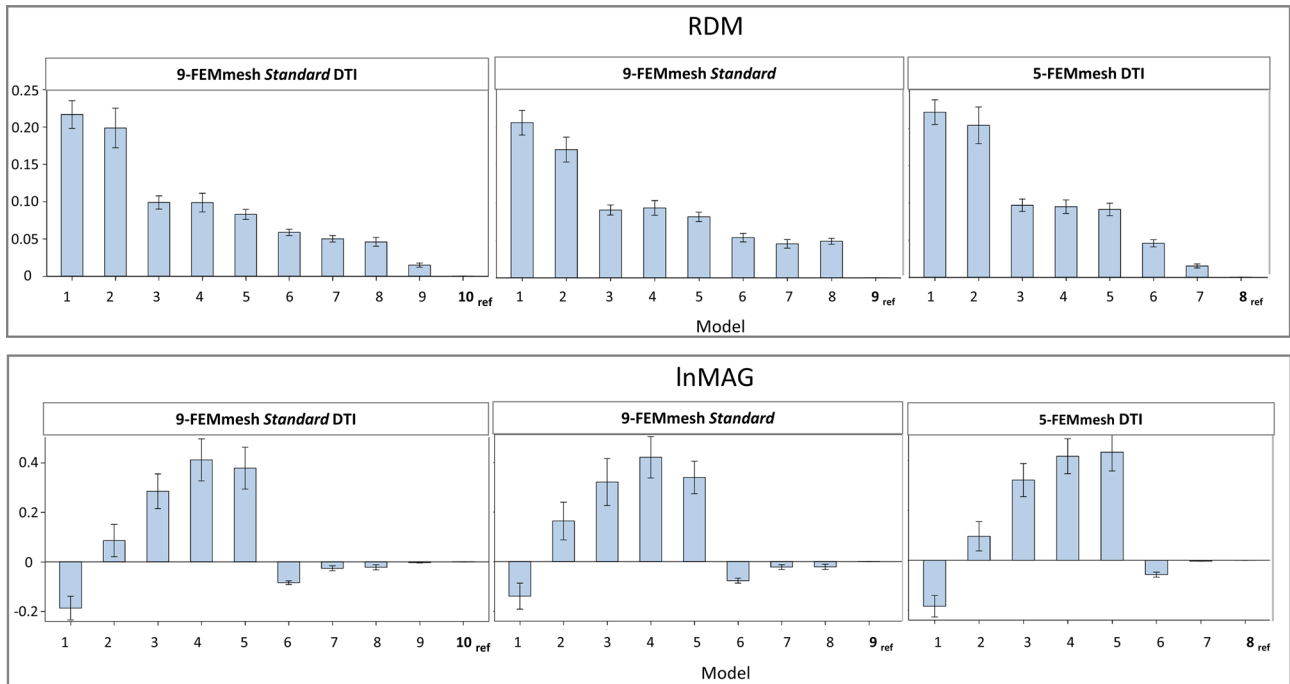 RDM
9-FEMmesh Standard DTI
9-FEMmesh Standard
5-FEMmesh DTI
0.25
0.20
0.15
0.10
0.05
0
1 2 3 4 5 6 7 8 9 10 ref
1 2 3 4 5 6 7 8 9 ref
1 2 3 4 5 6 7 8 ref
Model
lnMAG
9-FEMmesh Standard DTI
9-FEMmesh Standard
5-FEMmesh DTI
0.4
0.2
0
-0.2
1 2 3 4 5 6 7 8 9 10 ref
1 2 3 4 5 6 7 8 9 ref
1 2 3 4 5 6 7 8 ref
Model